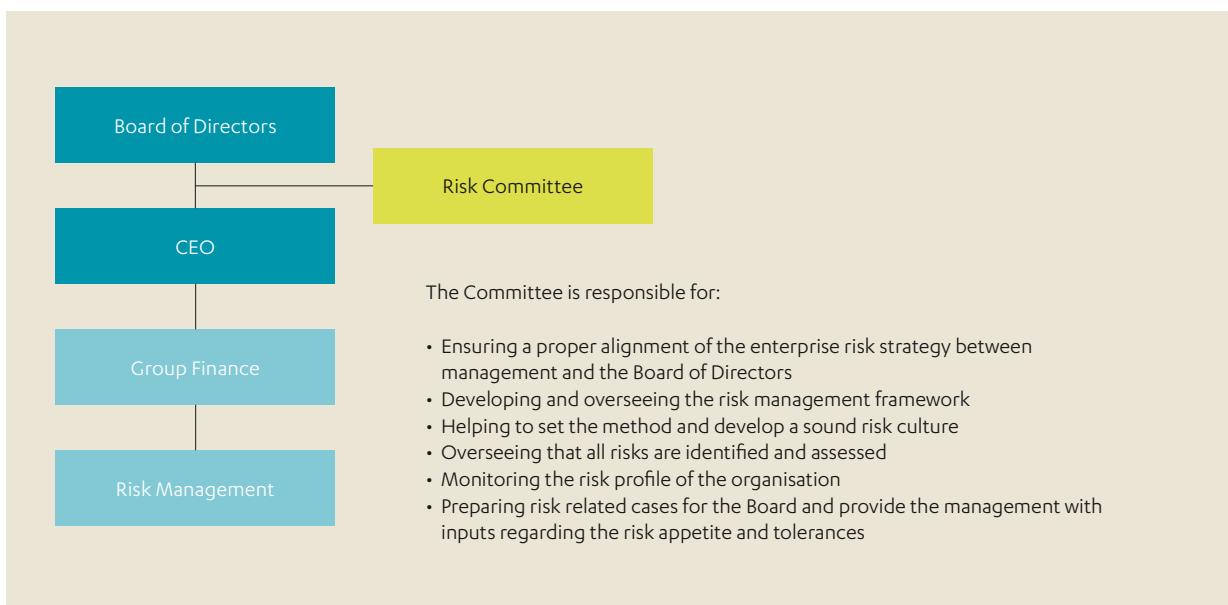 Board of Directors
Risk Committee
CEO
Group Finance
Risk Management
The Committee is responsible for:
• Ensuring a proper alignment of the enterprise risk strategy between
management and the Board of Directors
• Developing and overseeing the risk management framework
• Helping to set the method and develop a sound risk culture
• Overseeing that all risks are identified and assessed
• Monitoring the risk profile of the organisation
• Preparing risk related cases for the Board and provide the management with
inputs regarding the risk appetite and tolerances